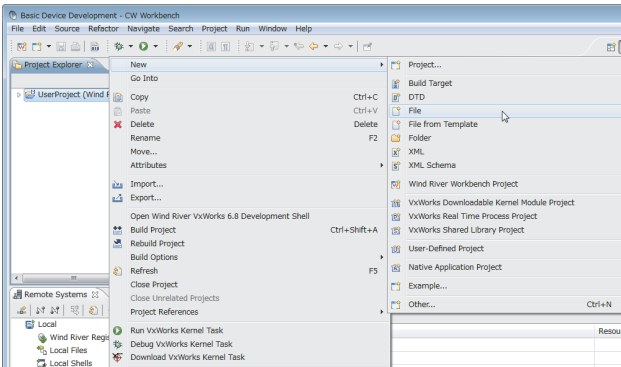 Basic Device Development - CW Workbench
File Edit Source Refactor Navigate Search Project Run Window Help
Project Explorer
UserProject (Wind
New
Go Into
Copy Ctrl+C
Paste Ctrl+V
Delete Delete
Rename F2
Move...
Attributes
Import...
Export...
Open Wind River VxWorks 6.8 Development Shell
Build Project Ctrl+Shift+A
Rebuild Project
Build Options
Refresh F5
Close Project
Close Unrelated Projects
Project References
Run VxWorks Kernel Task
Debug VxWorks Kernel Task
Download VxWorks Kernel Task
Project...
Build Target
DTD
File
File from Template
Folder
XML
XML Schema
Wind River Workbench Project
VxWorks Downloadable Kernel Module Project
VxWorks Real Time Process Project
VxWorks Shared Library Project
User-Defined Project
Native Application Project
Example...
Other... Ctrl+N
Remote Systems
Local
Wind River Regis
Local Files
Local Shells
Resou